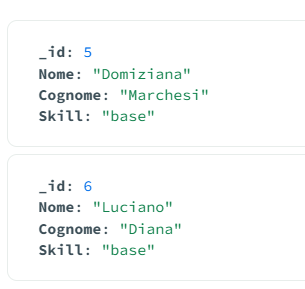 _id: 5
Nome: "Domiziana"
Cognome: "Marchesi"
Skill: "base"
_id: 6
Nome: "Luciano"
Cognome: "Diana"
Skill: "base"